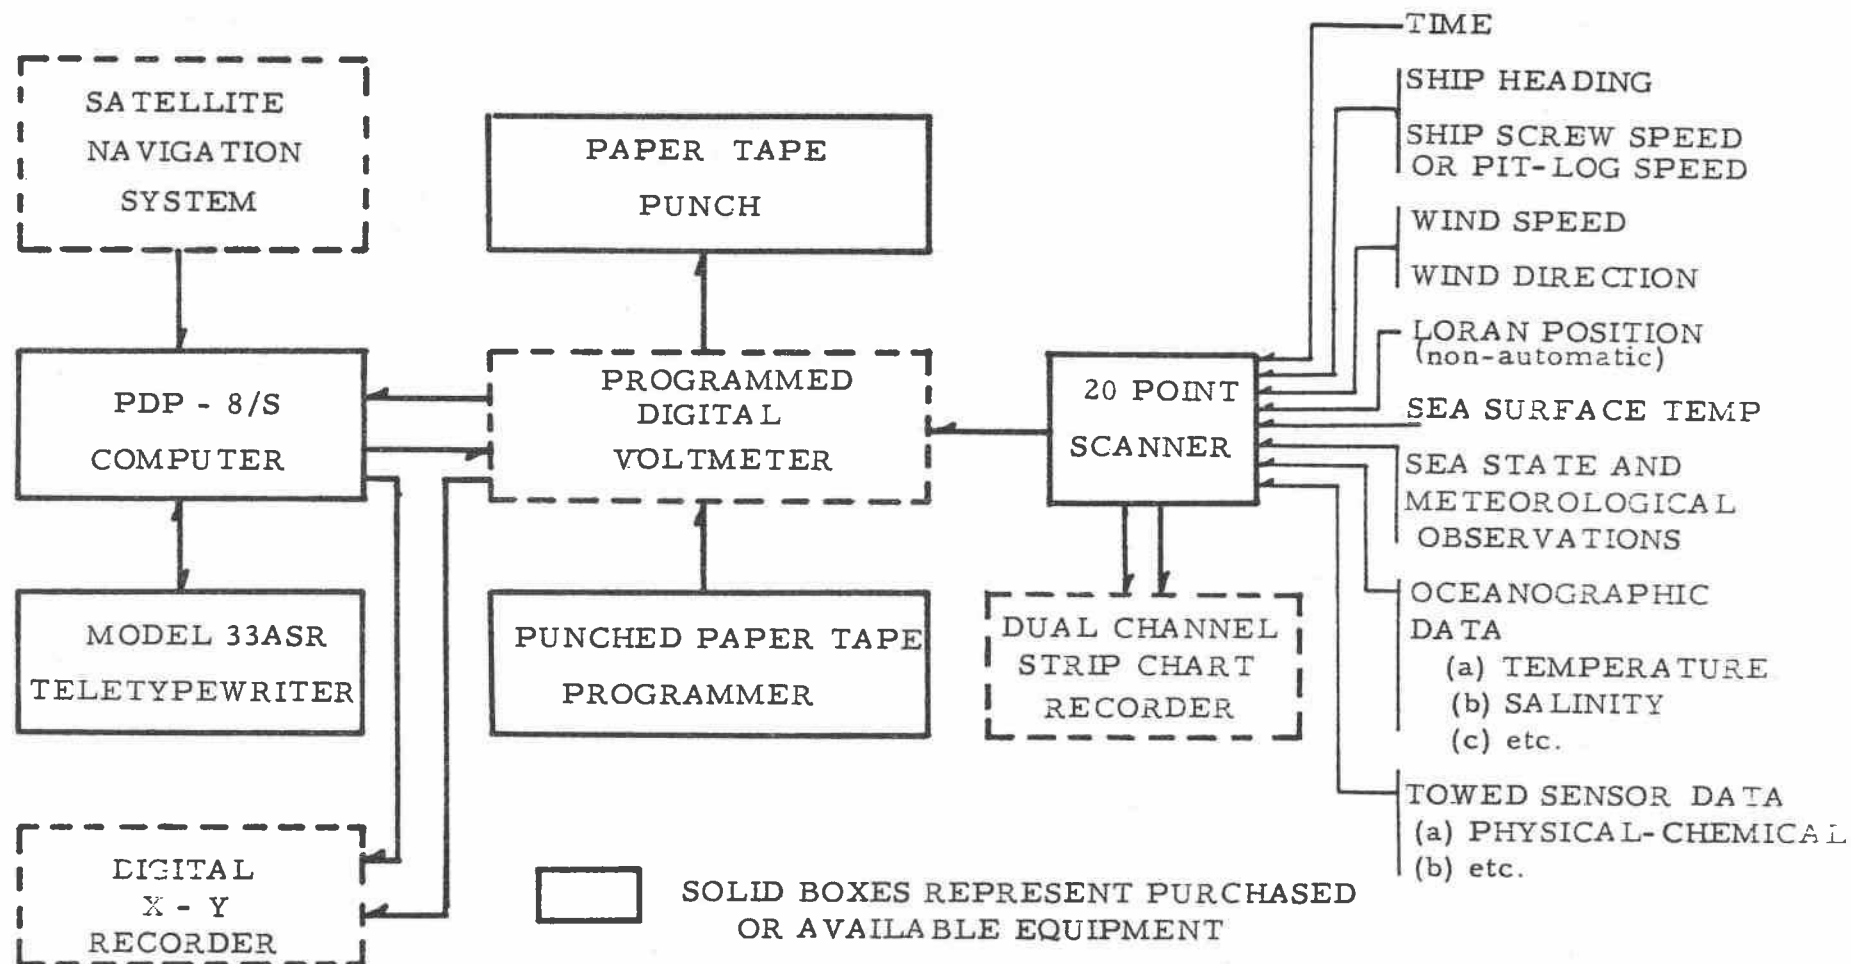 SATELLITE
NAVIGATION
SYSTEM
PAPER TAPE
PUNCH
PDP - 8/S
COMPUTER
PROGRAMMED
DIGITAL
VOLTMETER
20 POINT
SCANNER
MODEL 33ASR
TELETYPEWRITER
PUNCHED PAPER TAPE
PROGRAMMER
DUAL CHANNEL
STRIP CHART
RECORDER
DIGITAL
X - Y
RECORDER
TIME
SHIP HEADING
SHIP SCREW SPEED
OR PIT-LOG SPEED
WIND SPEED
WIND DIRECTION
LORAN POSITION
(non-automatic)
SEA SURFACE TEMP
SEA STATE AND
METEOROLOGICAL
OBSERVATIONS
OCEANOGRAPHIC
DATA
(a) TEMPERATURE
(b) SALINITY
(c) etc.
TOWED SENSOR DATA
(a) PHYSICAL-CHEMICAL
(b) etc.
SOLID BOXES REPRESENT PURCHASED
OR AVAILABLE EQUIPMENT